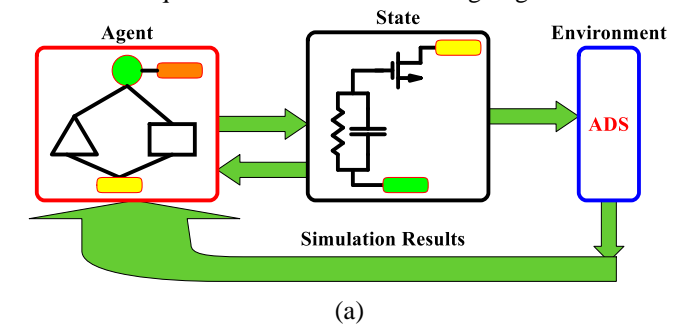 State
Agent
Environment
ADS
Simulation Results
(a)